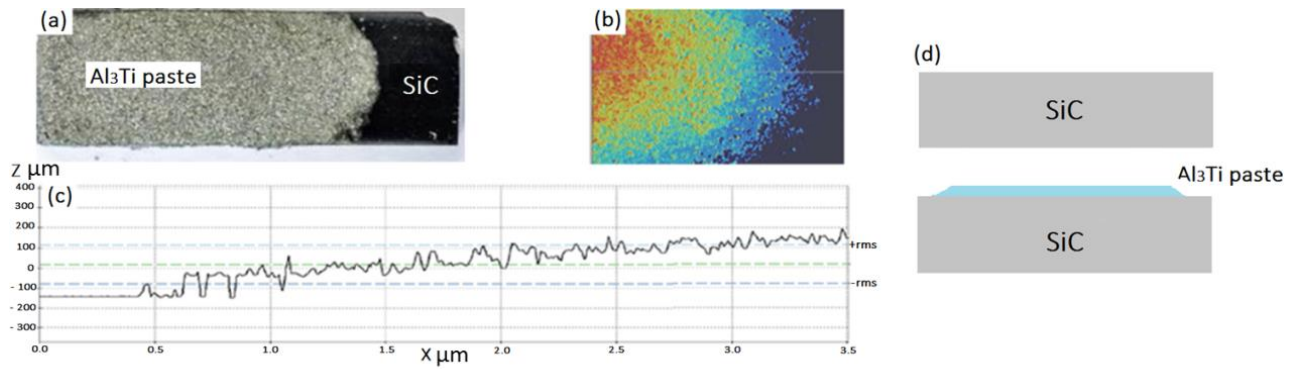 (a)
Al₃Ti paste
SiC
(b)
(d)
SiC
Al₃Ti paste
SiC
Z μm
(c)
400
300
200
100
0
- 100
- 200
- 300
+rms
-rms
0.0 0.5 1.0 1.5 2.0 2.5 3.0 3.5
X μm